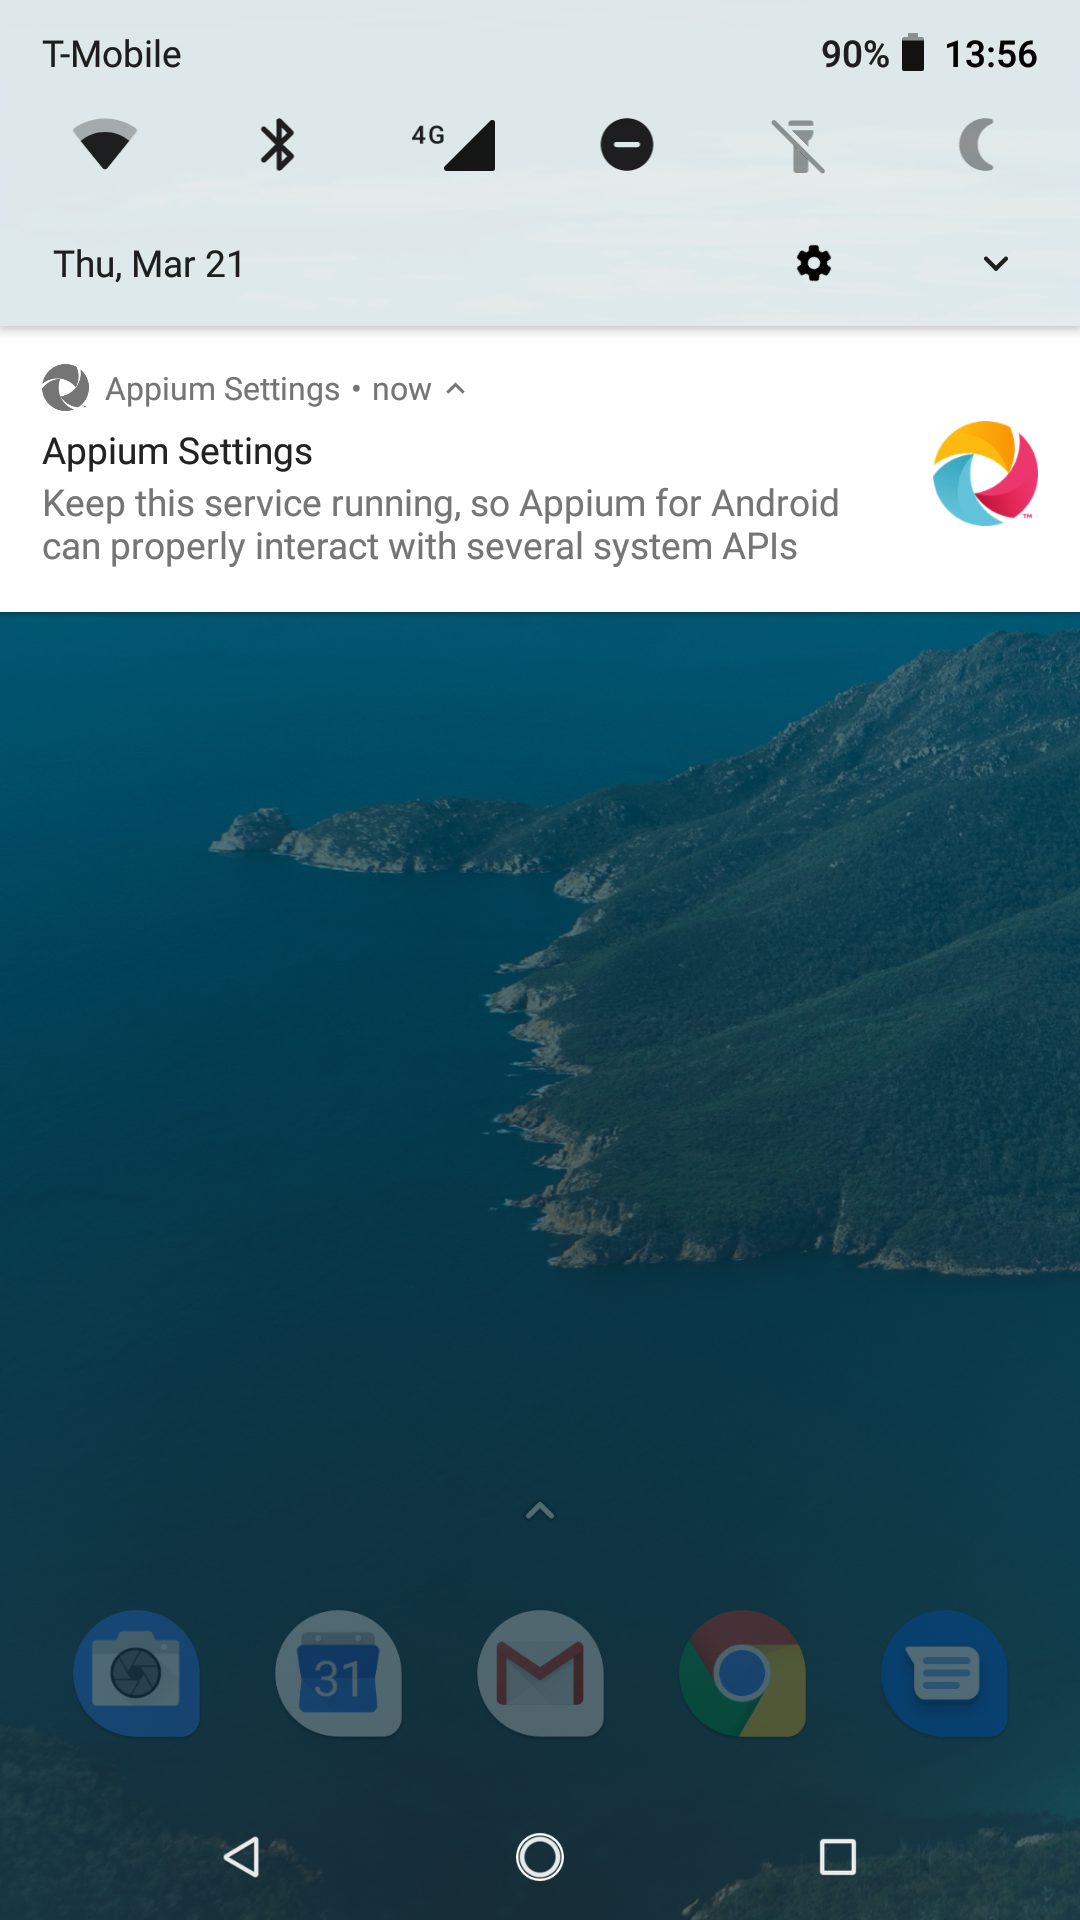 T-Mobile 90% 13:56
4G
Thu, Mar 21
Appium Settings • now
Appium Settings
Keep this service running, so Appium for Android
can properly interact with several system APIs
TM
31